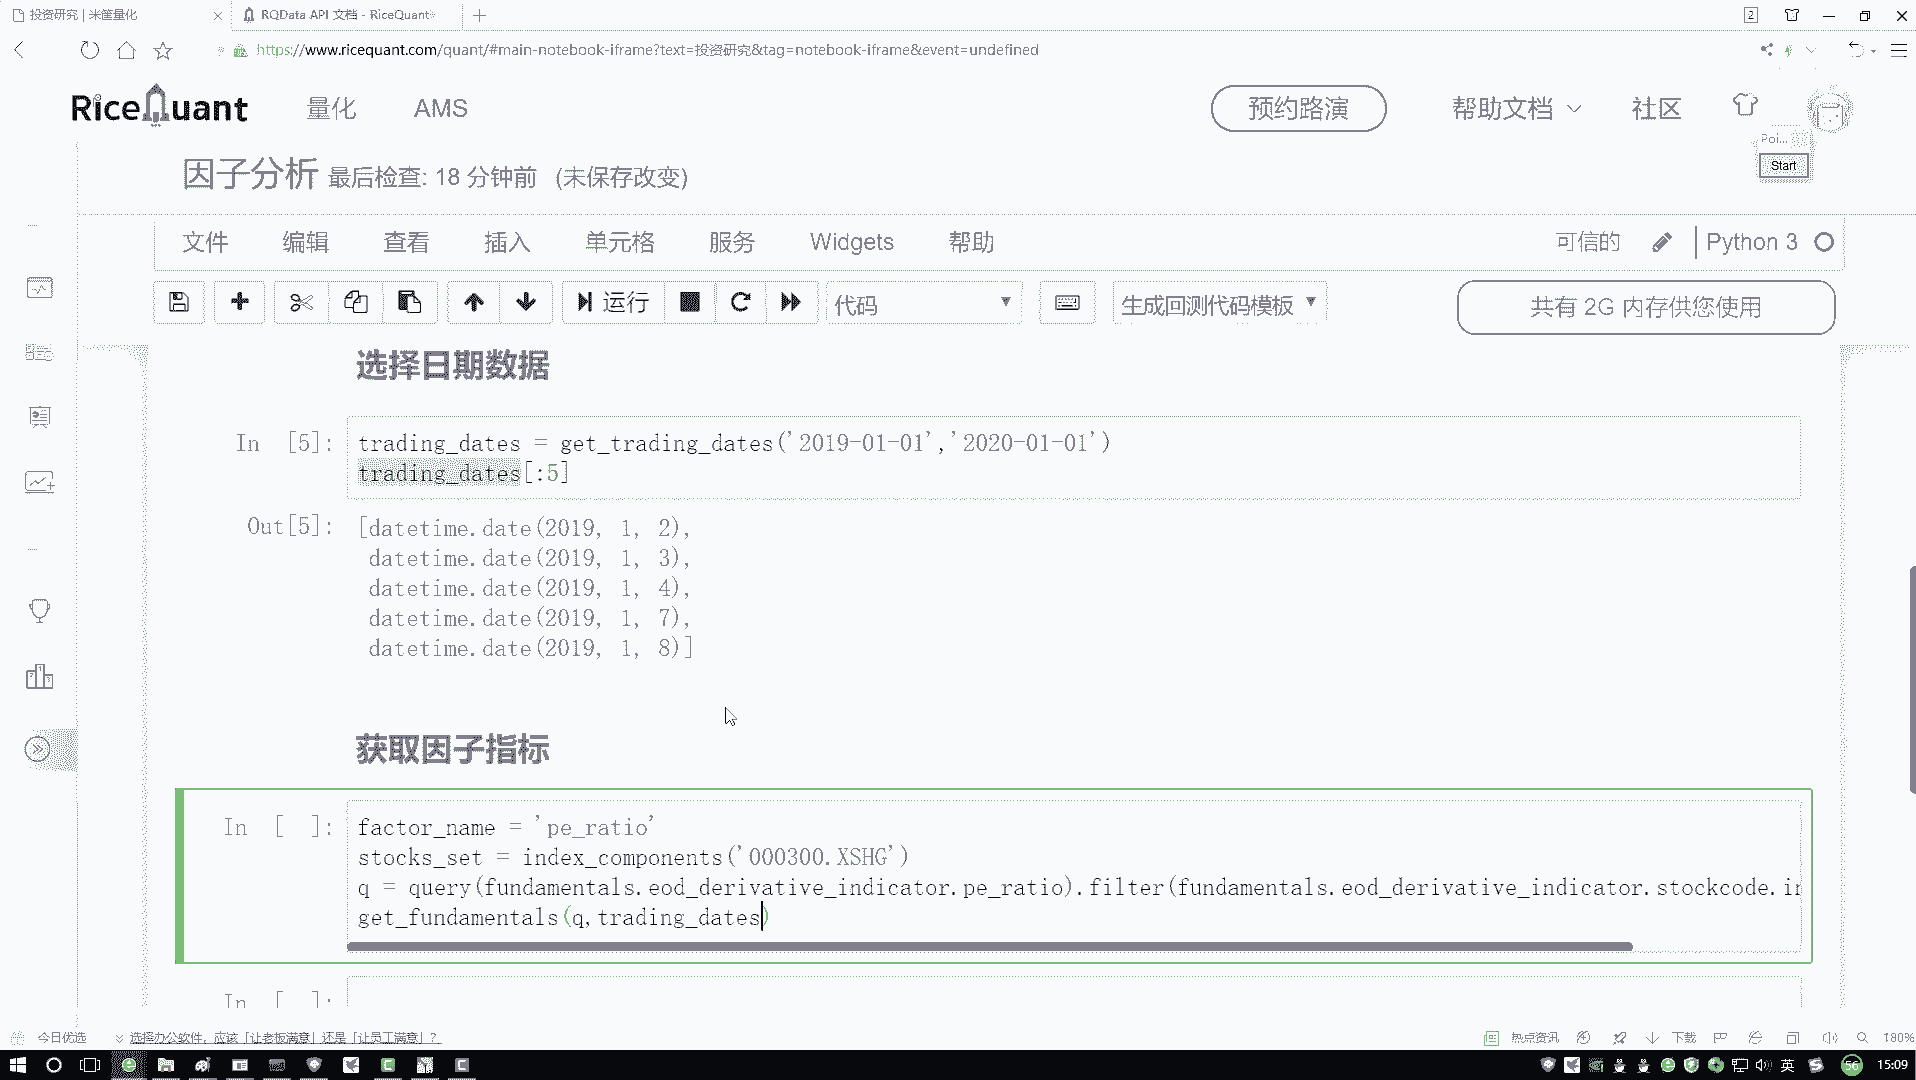 投资研究 | 米筐量化
RQData API 文档 - RiceQuant
2
https://www.ricequant.com/quant/#main-notebook-iframe?text=投资研究&tag=notebook-iframe&event=undefined
RiceQuant
量化
AMS
预约路演
帮助文档
社区
Poi...
Start
因子分析 最后检查: 18 分钟前 (未保存改变)
文件
编辑
查看
插入
单元格
服务
Widgets
帮助
可信的
Python 3
运行
代码
生成回测代码模板
共有 2G 内存供您使用
选择日期数据
In [5]: trading_dates = get_trading_dates('2019-01-01','2020-01-01')
trading_dates[:5]
Out[5]: [datetime.date(2019, 1, 2),
datetime.date(2019, 1, 3),
datetime.date(2019, 1, 4),
datetime.date(2019, 1, 7),
datetime.date(2019, 1, 8)]
获取因子指标
In [ ]: factor_name = 'pe_ratio'
stocks_set = index_components('000300.XSHG')
q = query(fundamentals.eod_derivative_indicator.pe_ratio).filter(fundamentals.eod_derivative_indicator.stockcode.in
get_fundamentals(q,trading_dates)
In [ ]:
今日优选
选择办公软件，应该「让老板满意」还是「让员工满意」？
热点资讯
下载
180%
英
56
15:09